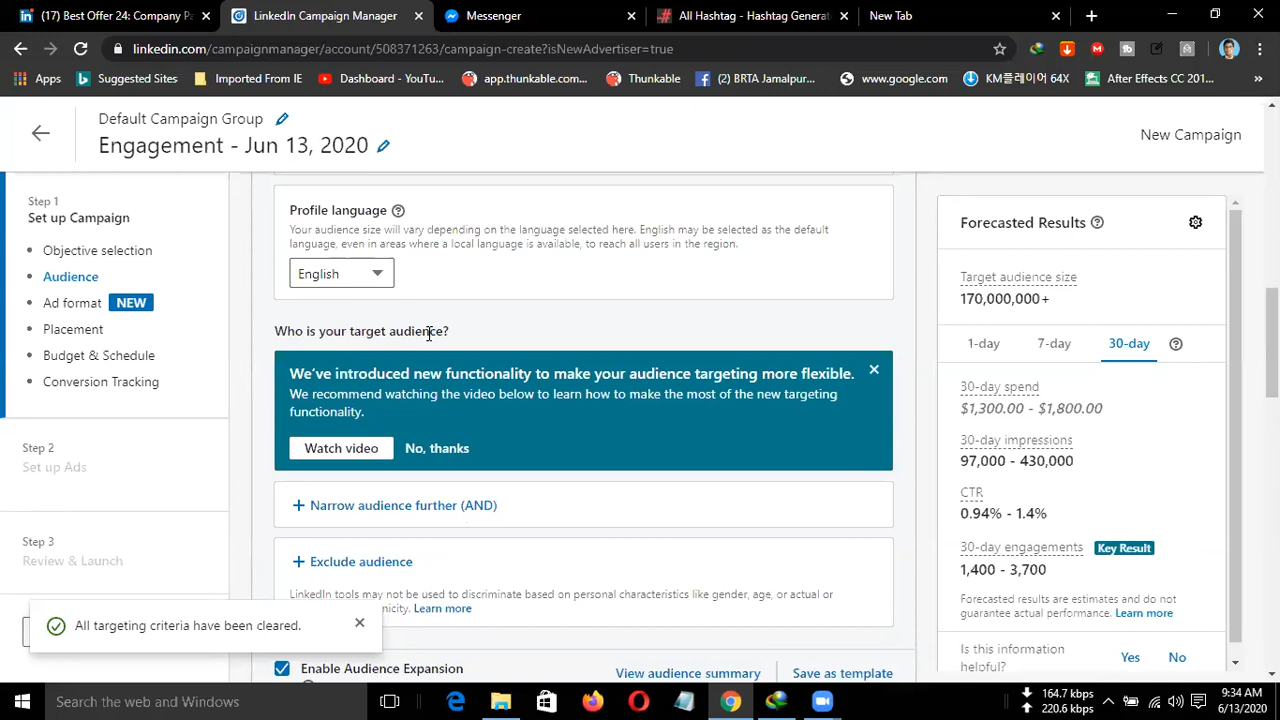 (17) Best Offer 24: Company Pa
LinkedIn Campaign Manager
Messenger
All Hashtag - Hashtag Generat
New Tab
linkedin.com/campaignmanager/account/508371263/campaign-create?isNewAdvertiser=true
Apps
Suggested Sites
Imported From IE
Dashboard - YouTu...
app.thunkable.com...
Thunkable
(2) BRTA Jamalpur...
www.google.com
KM플레이어 64X
After Effects CC 201...
Default Campaign Group
Engagement - Jun 13, 2020
New Campaign
Step 1
Set up Campaign
Objective selection
Audience
Ad format NEW
Placement
Budget & Schedule
Conversion Tracking
Step 2
Set up Ads
Step 3
Review & Launch
Profile language
Your audience size will vary depending on the language selected here. English may be selected as the default
language, even in areas where a local language is available, to reach all users in the region.
English
Who is your target audience?
We've introduced new functionality to make your audience targeting more flexible.
We recommend watching the video below to learn how to make the most of the new targeting
functionality.
Watch video
No, thanks
+ Narrow audience further (AND)
+ Exclude audience
LinkedIn tools may not be used to discriminate based on personal characteristics like gender, age, or actual or
nicity. Learn more
All targeting criteria have been cleared.
Enable Audience Expansion
View audience summary
Save as template
Forecasted Results
Target audience size
170,000,000+
1-day
7-day
30-day
30-day spend
$1,300.00 - $1,800.00
30-day impressions
97,000 - 430,000
CTR
0.94% - 1.4%
30-day engagements
Key Result
1,400 - 3,700
Forecasted results are estimates and do not
guarantee actual performance. Learn more
Is this information
helpful?
Yes
No
Search the web and Windows
164.7 kbps
220.6 kbps
9:34 AM
6/13/2020